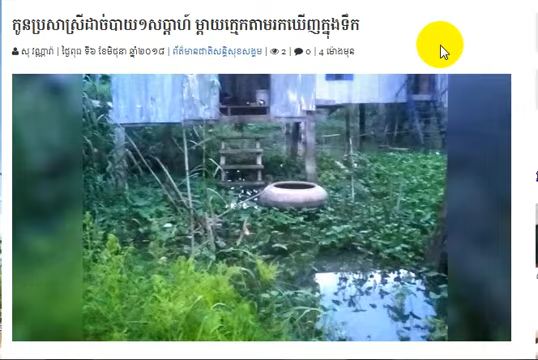 កូនប្រសាស្រីដាច់បាយ១សប្តាហ៍ ម្តាយក្មេកតាមរកឃើញក្នុងទឹក
សុ វណ្ណារ៉ា | ថ្ងៃពុធ ទី៦ ខែមិថុនា ឆ្នាំ២០១៨ | ព័ត៌មានជាតិសន្តិសុខសង្គម | 2 | 0 | 4 ម៉ោងមុន